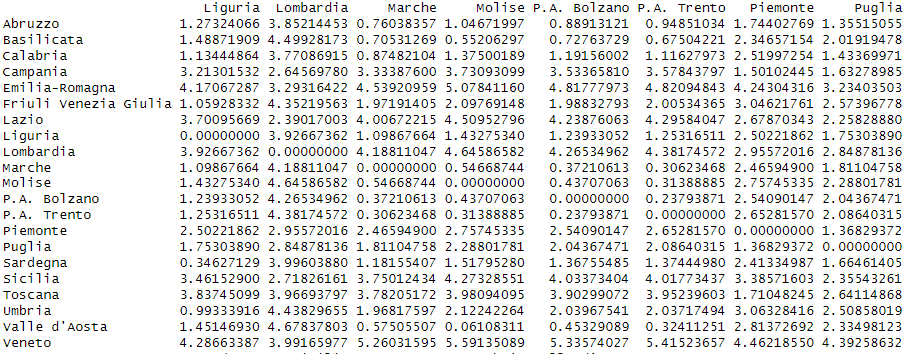 Liguria Lombardia Marche Molise P.A. Bolzano P.A. Trento Piemonte Puglia
Abruzzo 1.27324066 3.85214453 0.76038357 1.04671997 0.88913121 0.94851034 1.74402769 1.35515055
Basilicata 1.48871909 4.49928173 0.70531269 0.55206297 0.72763729 0.67504221 2.34657154 2.01919478
Calabria 1.13444864 3.77086915 0.87482104 1.37500189 1.19156002 1.11627973 2.51997254 1.43369971
Campania 3.21301532 2.64569780 3.33387600 3.73093099 3.53365810 3.57843797 1.50102445 1.63278985
Emilia-Romagna 4.17067287 3.29316422 4.53920959 5.07841160 4.81777973 4.82094843 4.24304316 3.23403503
Friuli Venezia Giulia 1.05928332 4.35219563 1.97191405 2.09769148 1.98832793 2.00534365 3.04621761 2.57396778
Lazio 3.70095669 2.39017003 4.00672215 4.50952796 4.23876063 4.29584047 2.67870343 2.25828880
Liguria 0.00000000 3.92667362 1.09867664 1.43275340 1.23933052 1.25316511 2.50221862 1.75303890
Lombardia 3.92667362 0.00000000 4.18811047 4.64586582 4.26534962 4.38174572 2.95572016 2.84878136
Marche 1.09867664 4.18811047 0.00000000 0.54668744 0.37210613 0.30623468 2.46594900 1.81104758
Molise 1.43275340 4.64586582 0.54668744 0.00000000 0.43707063 0.31388885 2.75745335 2.28801781
P.A. Bolzano 1.23933052 4.26534962 0.37210613 0.43707063 0.00000000 0.23793871 2.54090147 2.04367471
P.A. Trento 1.25316511 4.38174572 0.30623468 0.31388885 0.23793871 0.00000000 2.65281570 2.08640315
Piemonte 2.50221862 2.95572016 2.46594900 2.75745335 2.54090147 2.65281570 0.00000000 1.36829372
Puglia 1.75303890 2.84878136 1.81104758 2.28801781 2.04367471 2.08640315 1.36829372 0.00000000
Sardegna 0.34627129 3.99603880 1.18155407 1.51795280 1.36755485 1.37444980 2.41334987 1.66461405
Sicilia 3.46152900 2.71826161 3.75012434 4.27328551 4.03373404 4.01773437 3.38571603 2.35543261
Toscana 3.83745099 3.96693797 3.78205172 3.98094095 3.90299072 3.95239603 1.71048245 2.64114868
Umbria 0.99333916 4.43829655 1.96817597 2.12242264 2.03967541 2.03717494 3.06328416 2.50858019
Valle d'Aosta 1.45146930 4.67837803 0.57505507 0.06108311 0.45329089 0.32411251 2.81372692 2.33498123
Veneto 4.28663387 3.99165977 5.26031595 5.59135089 5.33574027 5.41523657 4.46218550 4.39258632